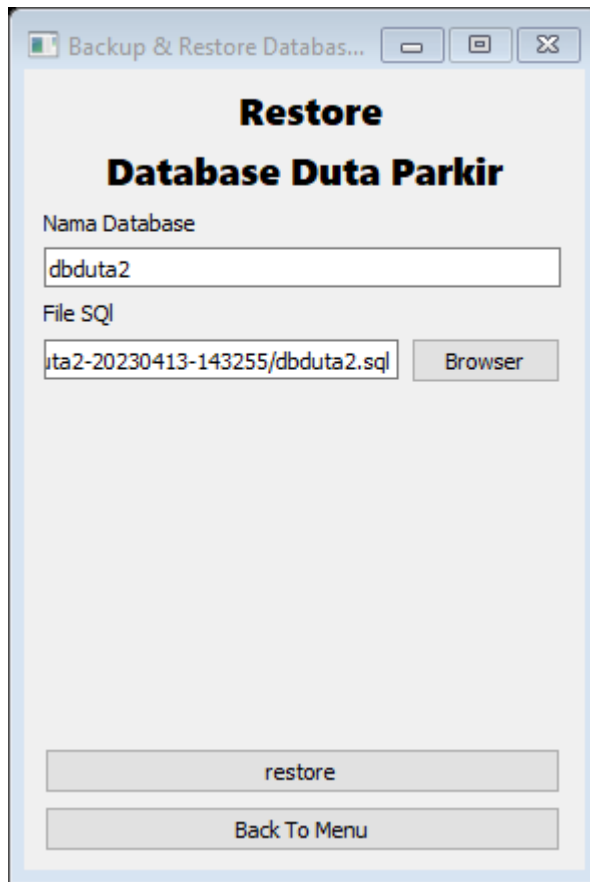 Backup & Restore Databas...
Restore
Database Duta Parkir
Nama Database
dbduta2
File SQl
uta2-20230413-143255/dbduta2.sql
Browser
restore
Back To Menu